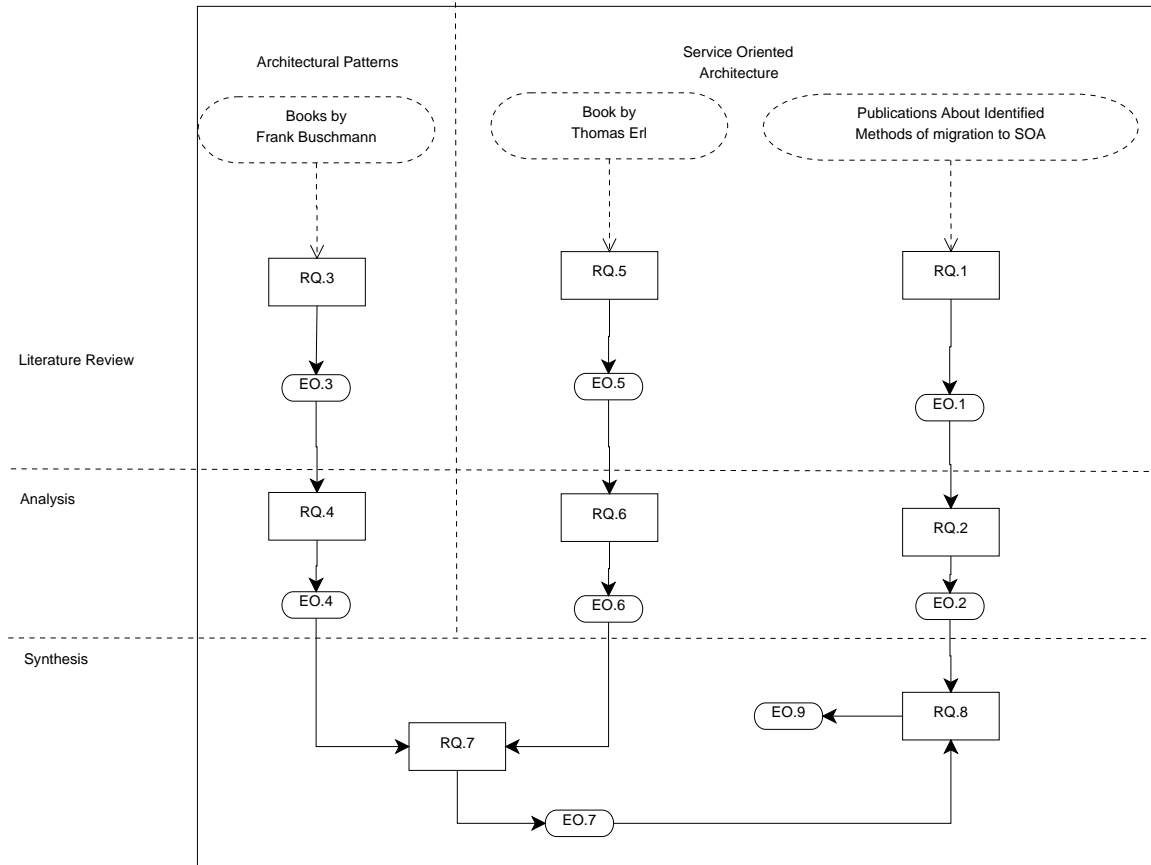 Architectural Patterns
Service Oriented
Architecture
Books by
Frank Buschmann
Book by
Thomas Erl
Publications About Identified
Methods of migration to SOA
RQ.3
RQ.5
RQ.1
Literature Review
EO.3
EO.5
EO.1
Analysis
RQ.4
RQ.6
RQ.2
EO.4
EO.6
EO.2
Synthesis
EO.9
RQ.8
RQ.7
EO.7